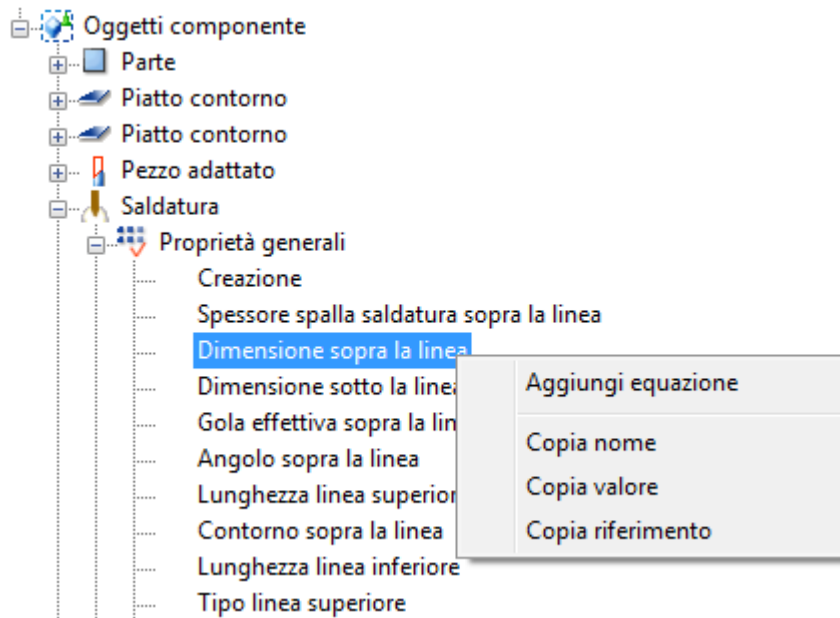 Oggetti componente
Parte
Piatto contorno
Piatto contorno
Pezzo adattato
Saldatura
Proprietà generali
Creazione
Spessore spalla saldatura sopra la linea
Dimensione sopra la linea
Dimensione sotto la linea
Gola effettiva sopra la lin
Angolo sopra la linea
Lunghezza linea superior
Contorno sopra la linea
Lunghezza linea inferiore
Tipo linea superiore
Aggiungi equazione
Copia nome
Copia valore
Copia riferimento